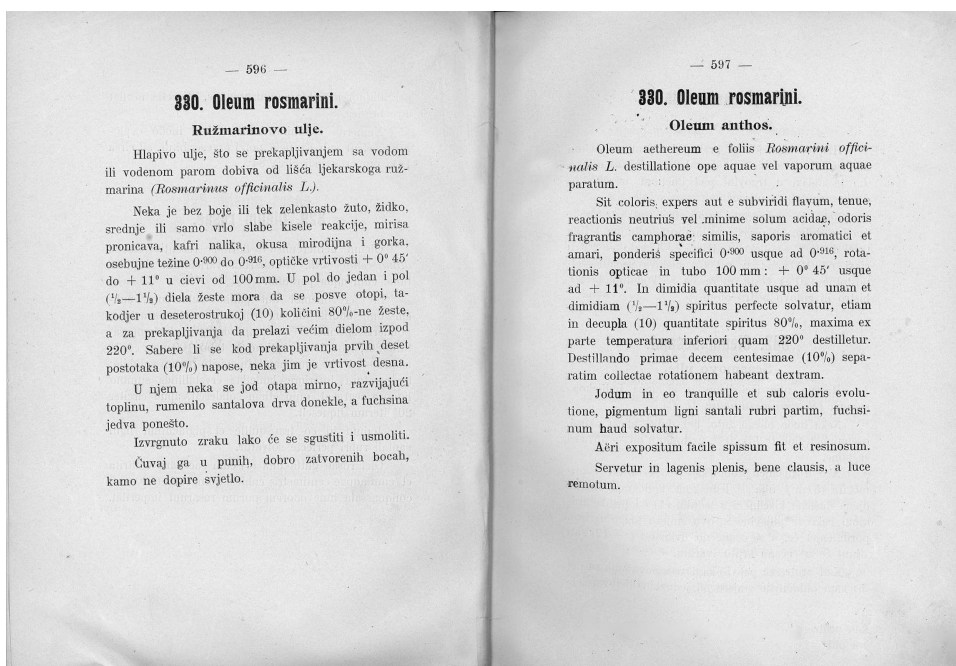 — 596 —
330. Oleum rosmarini.
Ružmarinovo ulje.
Hlapivo ulje, što se prekapljivanjem sa vodom
ili vodenom parom dobiva od lišća ljekarskoga ruž-
marina (Rosmarinus officinalis L.).
Neka je bez boje ili tek zelenkasto žuto, židko,
srednje ili samo vrlo slabe kisele reakcije, mirisa
pronicava, kafri nalika, okusa mirodijna i gorka,
osebujne težine 0·900 do 0·916, optičke vrtivosti + 0° 45′
do + 11° u cievi od 100 mm. U pol do jedan i pol
(1/2—1 1/2) diela žeste mora da se posve otopi, ta-
kodjer u deseterostrukoj (10) količini 80%-ne žeste,
a za prekapljivanja da prelazi većim dielom izpod
220°. Sabere li se kod prekapljivanja prvih deset
postotaka (10%) napose, neka jim je vrtivost desna.
U njem neka se jod otapa mirno, razvijajući
toplinu, rumenilo santalova drva donekle, a fuchsina
jedva ponešto.
Izvrgnuto zraku lako će se sgustiti i usmoliti.
Čuvaj ga u punih, dobro zatvorenih bocah,
kamo ne dopire svjetlo.
— 597 —
330. Oleum rosmarini.
Oleum anthos.
Oleum aethereum e foliis Rosmarini offici-
nalis L. destillatione ope aquae vel vaporum aquae
paratum.
Sit coloris expers aut e subviridi flavum, tenue,
reactionis neutrius vel minime solum acidae, odoris
fragrantis camphorae similis, saporis aromatici et
amari, ponderis specifici 0·900 usque ad 0·916, rota-
tionis opticae in tubo 100 mm : + 0° 45′ usque
ad + 11°. In dimidia quantitate usque ad unam et
dimidiam (1/2—1 1/2) spiritus perfecte solvatur, etiam
in decupla (10) quantitate spiritus 80%, maxima ex
parte temperatura inferiori quam 220° destilletur.
Destillando primae decem centesimae (10%) sepa-
ratim collectae rotationem habeant dextram.
Jodum in eo tranquille et sub caloris evolu-
tione, pigmentum ligni santali rubri partim, fuchsi-
num haud solvatur.
Aëri expositum facile spissum fit et resinosum.
Servetur in lagenis plenis, bene clausis, a luce
remotum.